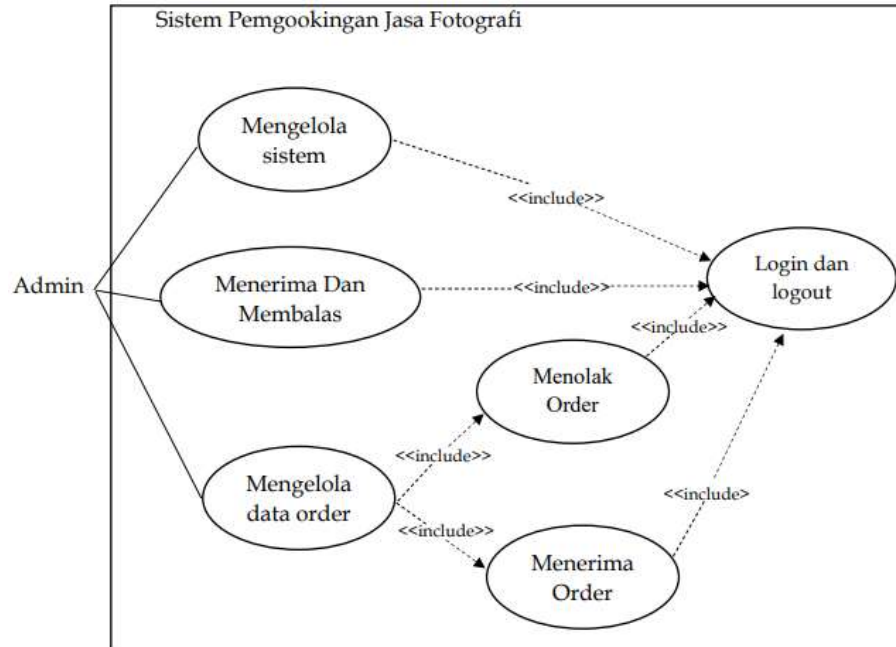 Sistem Pemgookingan Jasa Fotografi
Mengelola
sistem
<<include>>
Admin
Menerima Dan
Membalas
<<include>>
Login dan
logout
<<include>>
Menolak
Order
<<include>>
Mengelola
data order
<<include>>
<<include>
Menerima
Order